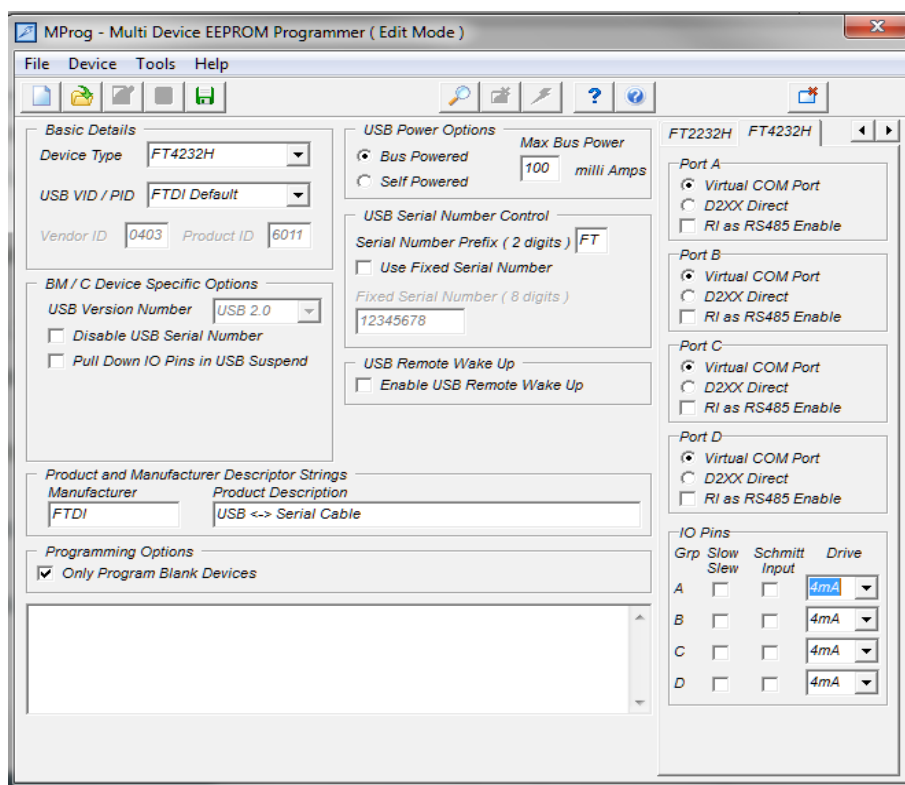 MProg - Multi Device EEPROM Programmer ( Edit Mode )
File Device Tools Help
Basic Details
Device Type FT4232H
USB VID / PID FTDI Default
Vendor ID 0403 Product ID 6011
BM / C Device Specific Options
USB Version Number USB 2.0
Disable USB Serial Number
Pull Down IO Pins in USB Suspend
USB Power Options
Bus Powered
Self Powered
Max Bus Power
100 milli Amps
USB Serial Number Control
Serial Number Prefix ( 2 digits ) FT
Use Fixed Serial Number
Fixed Serial Number ( 8 digits )
12345678
USB Remote Wake Up
Enable USB Remote Wake Up
Product and Manufacturer Descriptor Strings
Manufacturer Product Description
FTDI USB <-> Serial Cable
Programming Options
Only Program Blank Devices
FT2232H FT4232H
Port A
Virtual COM Port
D2XX Direct
RI as RS485 Enable
Port B
Virtual COM Port
D2XX Direct
RI as RS485 Enable
Port C
Virtual COM Port
D2XX Direct
RI as RS485 Enable
Port D
Virtual COM Port
D2XX Direct
RI as RS485 Enable
IO Pins
Grp Slow Schmitt Drive
Slew Input
A 4mA
B 4mA
C 4mA
D 4mA